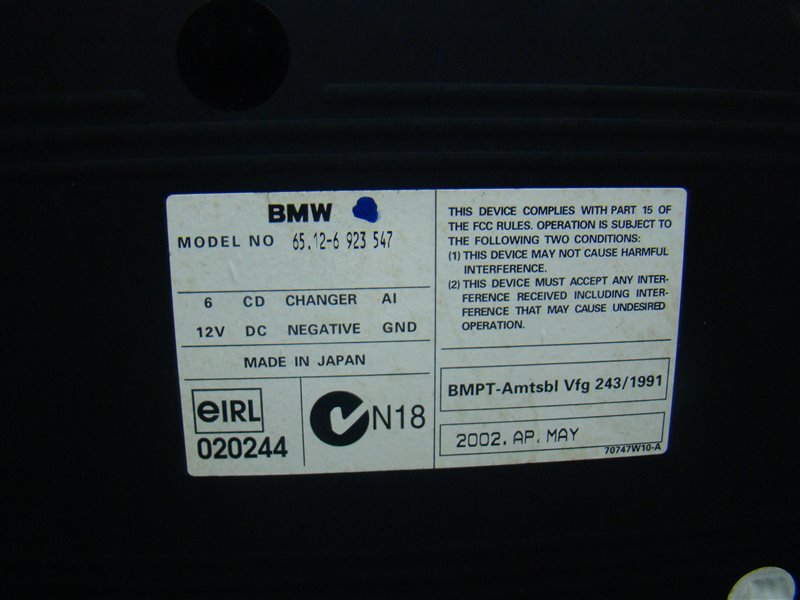 BMW
MODEL NO 65.12-6 923 547
6 CD CHANGER AI
12V DC NEGATIVE GND
MADE IN JAPAN
eIRL
020244
N18
THIS DEVICE COMPLIES WITH PART 15 OF
THE FCC RULES. OPERATION IS SUBJECT TO
THE FOLLOWING TWO CONDITIONS:
(1) THIS DEVICE MAY NOT CAUSE HARMFUL
INTERFERENCE.
(2) THIS DEVICE MUST ACCEPT ANY INTER-
FERENCE RECEIVED INCLUDING INTER-
FERENCE THAT MAY CAUSE UNDESIRED
OPERATION.
BMPT-Amtsbl Vfg 243/1991
2002. AP. MAY
70747W10-A